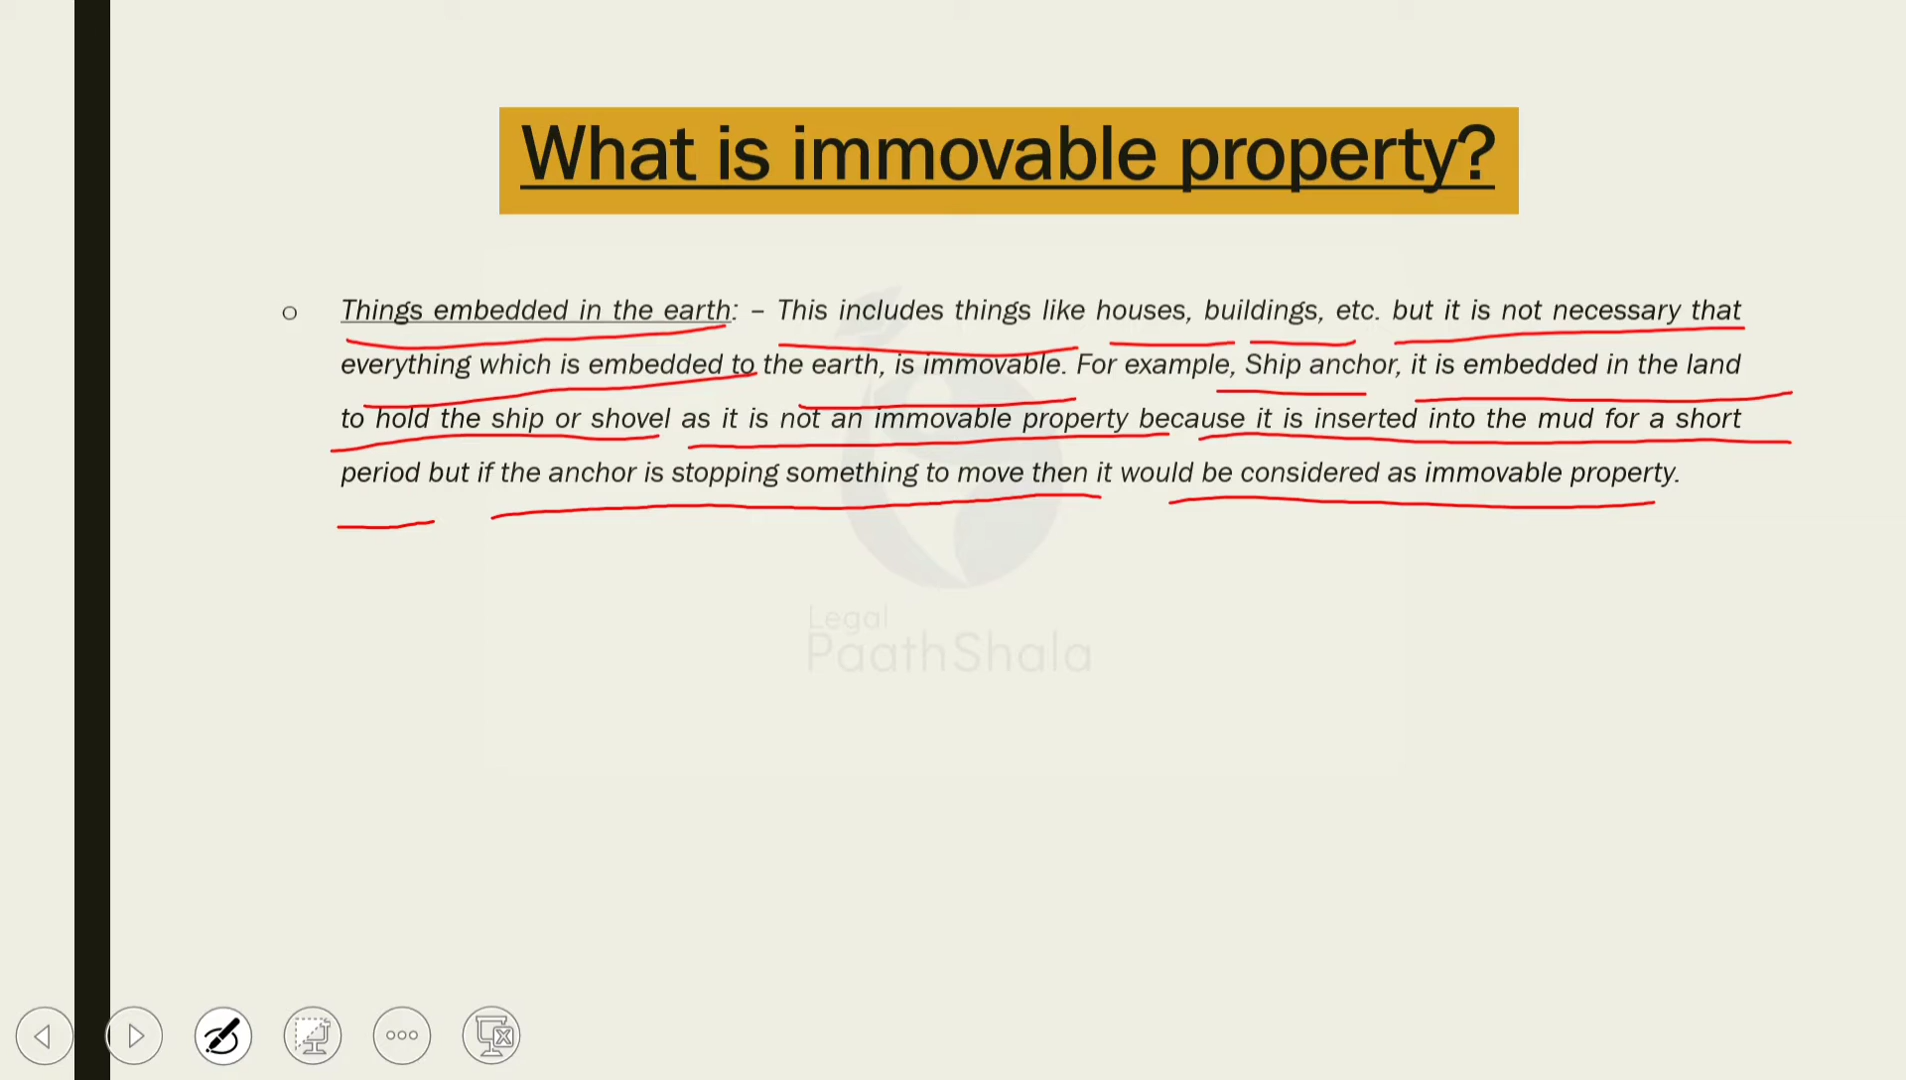 What is immovable property?
o Things embedded in the earth: – This includes things like houses, buildings, etc. but it is not necessary that
everything which is embedded to the earth, is immovable. For example, Ship anchor, it is embedded in the land
to hold the ship or shovel as it is not an immovable property because it is inserted into the mud for a short
period but if the anchor is stopping something to move then it would be considered as immovable property.
Legal
PaathShala